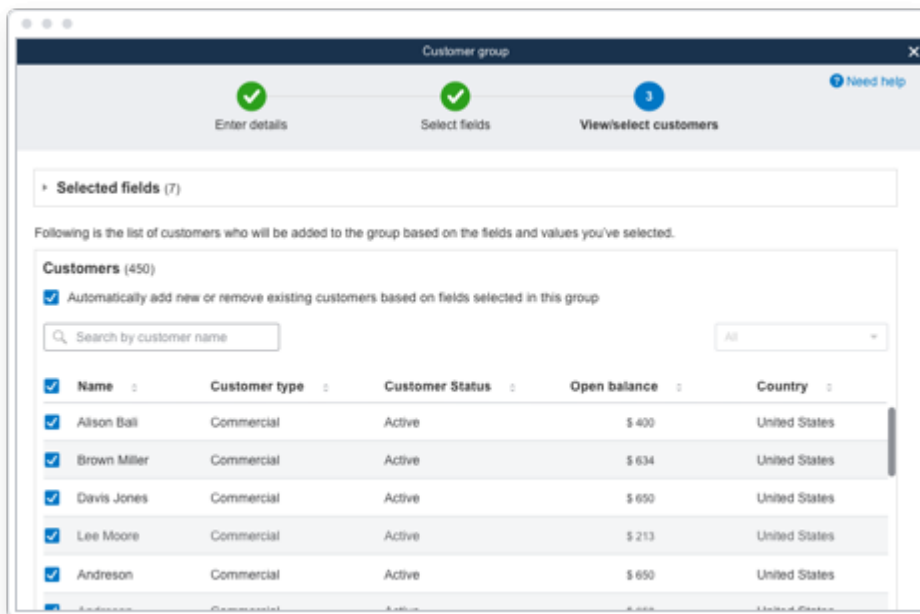 Customer group
Need help
3
Enter details Select fields View/select customers
Selected fields (7)
Following is the list of customers who will be added to the group based on the fields and values you've selected.
Customers (450)
Automatically add new or remove existing customers based on fields selected in this group
Search by customer name All
Name Customer type Customer Status Open balance Country
Alison Bali Commercial Active $ 400 United States
Brown Miller Commercial Active $ 634 United States
Davis Jones Commercial Active $ 650 United States
Lee Moore Commercial Active $ 213 United States
Andreson Commercial Active $ 650 United States